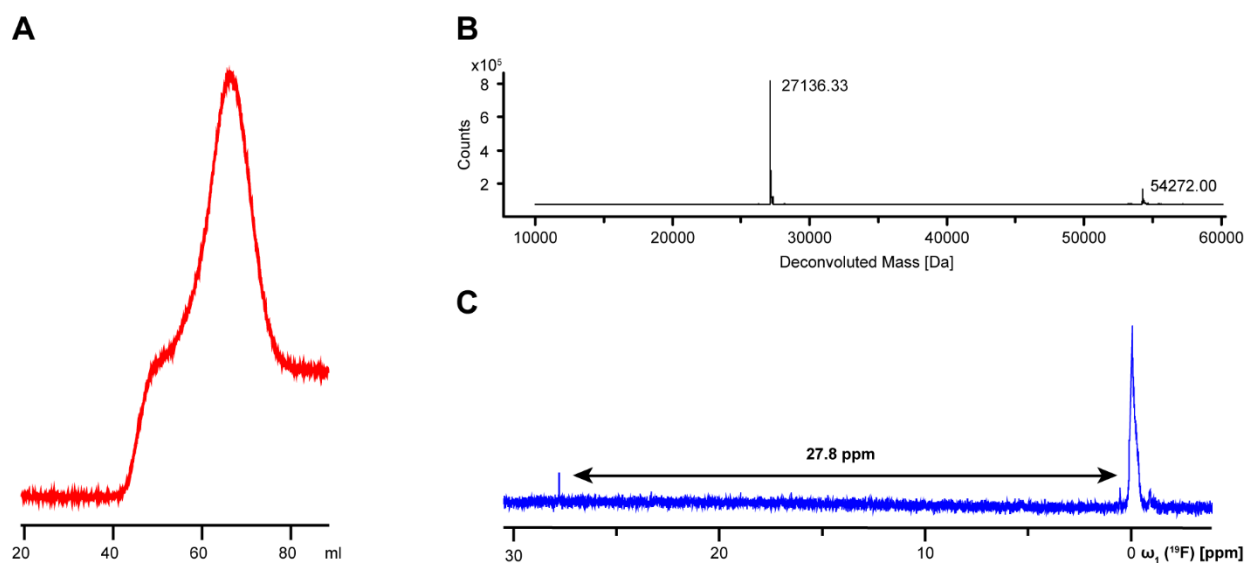 A
20 40 60 80 ml
B
x10⁵
8
6
4
2
Counts
27136.33
54272.00
10000 20000 30000 40000 50000 60000
Deconvoluted Mass [Da]
C
27.8 ppm
30 20 10 0 ω₁ (¹⁹F) [ppm]